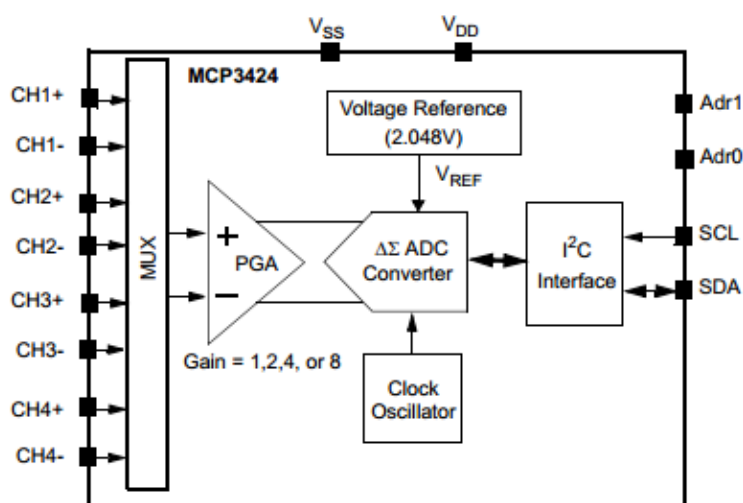 VSS
VDD
MCP3424
CH1+
CH1-
CH2+
CH2-
CH3+
CH3-
CH4+
CH4-
MUX
+
PGA
−
Gain = 1,2,4, or 8
Voltage Reference
(2.048V)
VREF
ΔΣ ADC
Converter
Clock
Oscillator
I²C
Interface
Adr1
Adr0
SCL
SDA